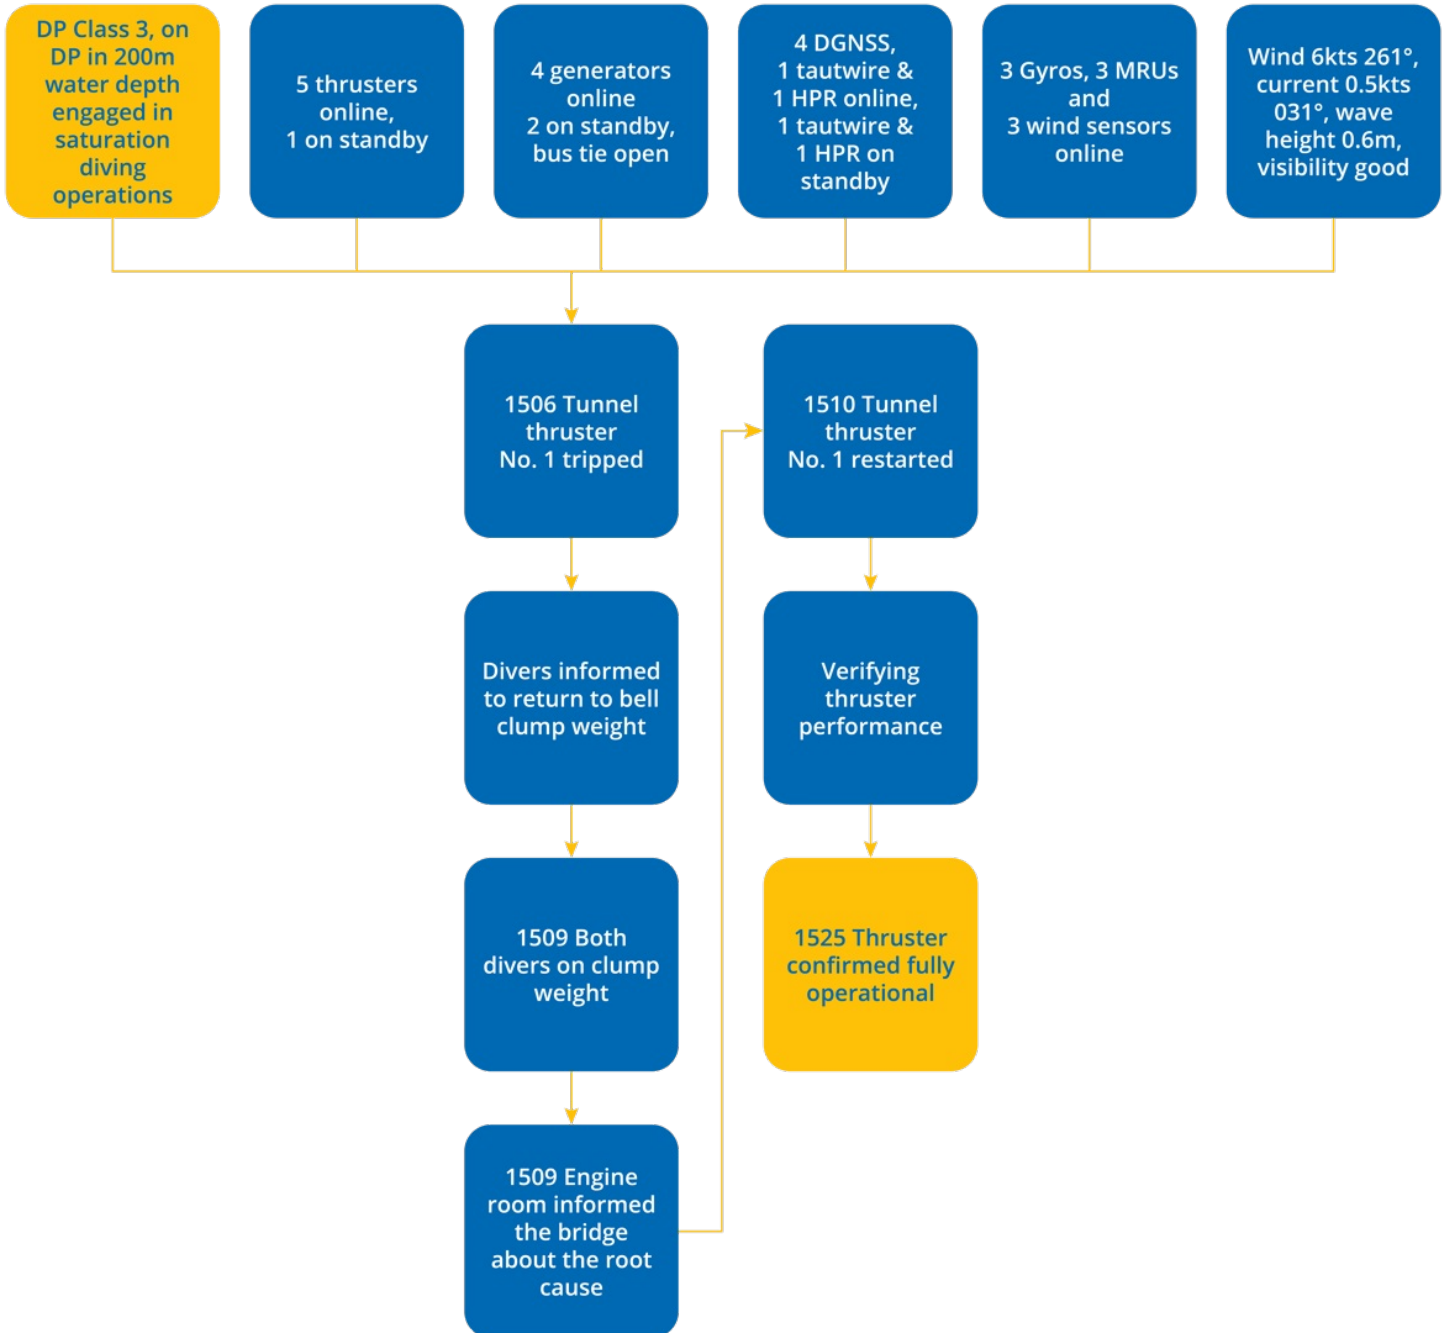 DP Class 3, on
DP in 200m
water depth
engaged in
saturation
diving
operations
5 thrusters
online,
1 on standby
4 generators
online
2 on standby,
bus tie open
4 DGNSS,
1 tautwire &
1 HPR online,
1 tautwire &
1 HPR on
standby
3 Gyros, 3 MRUs
and
3 wind sensors
online
Wind 6kts 261°,
current 0.5kts
031°, wave
height 0.6m,
visibility good
1506 Tunnel
thruster
No. 1 tripped
Divers informed
to return to bell
clump weight
1509 Both
divers on clump
weight
1509 Engine
room informed
the bridge
about the root
cause
1510 Tunnel
thruster
No. 1 restarted
Verifying
thruster
performance
1525 Thruster
confirmed fully
operational